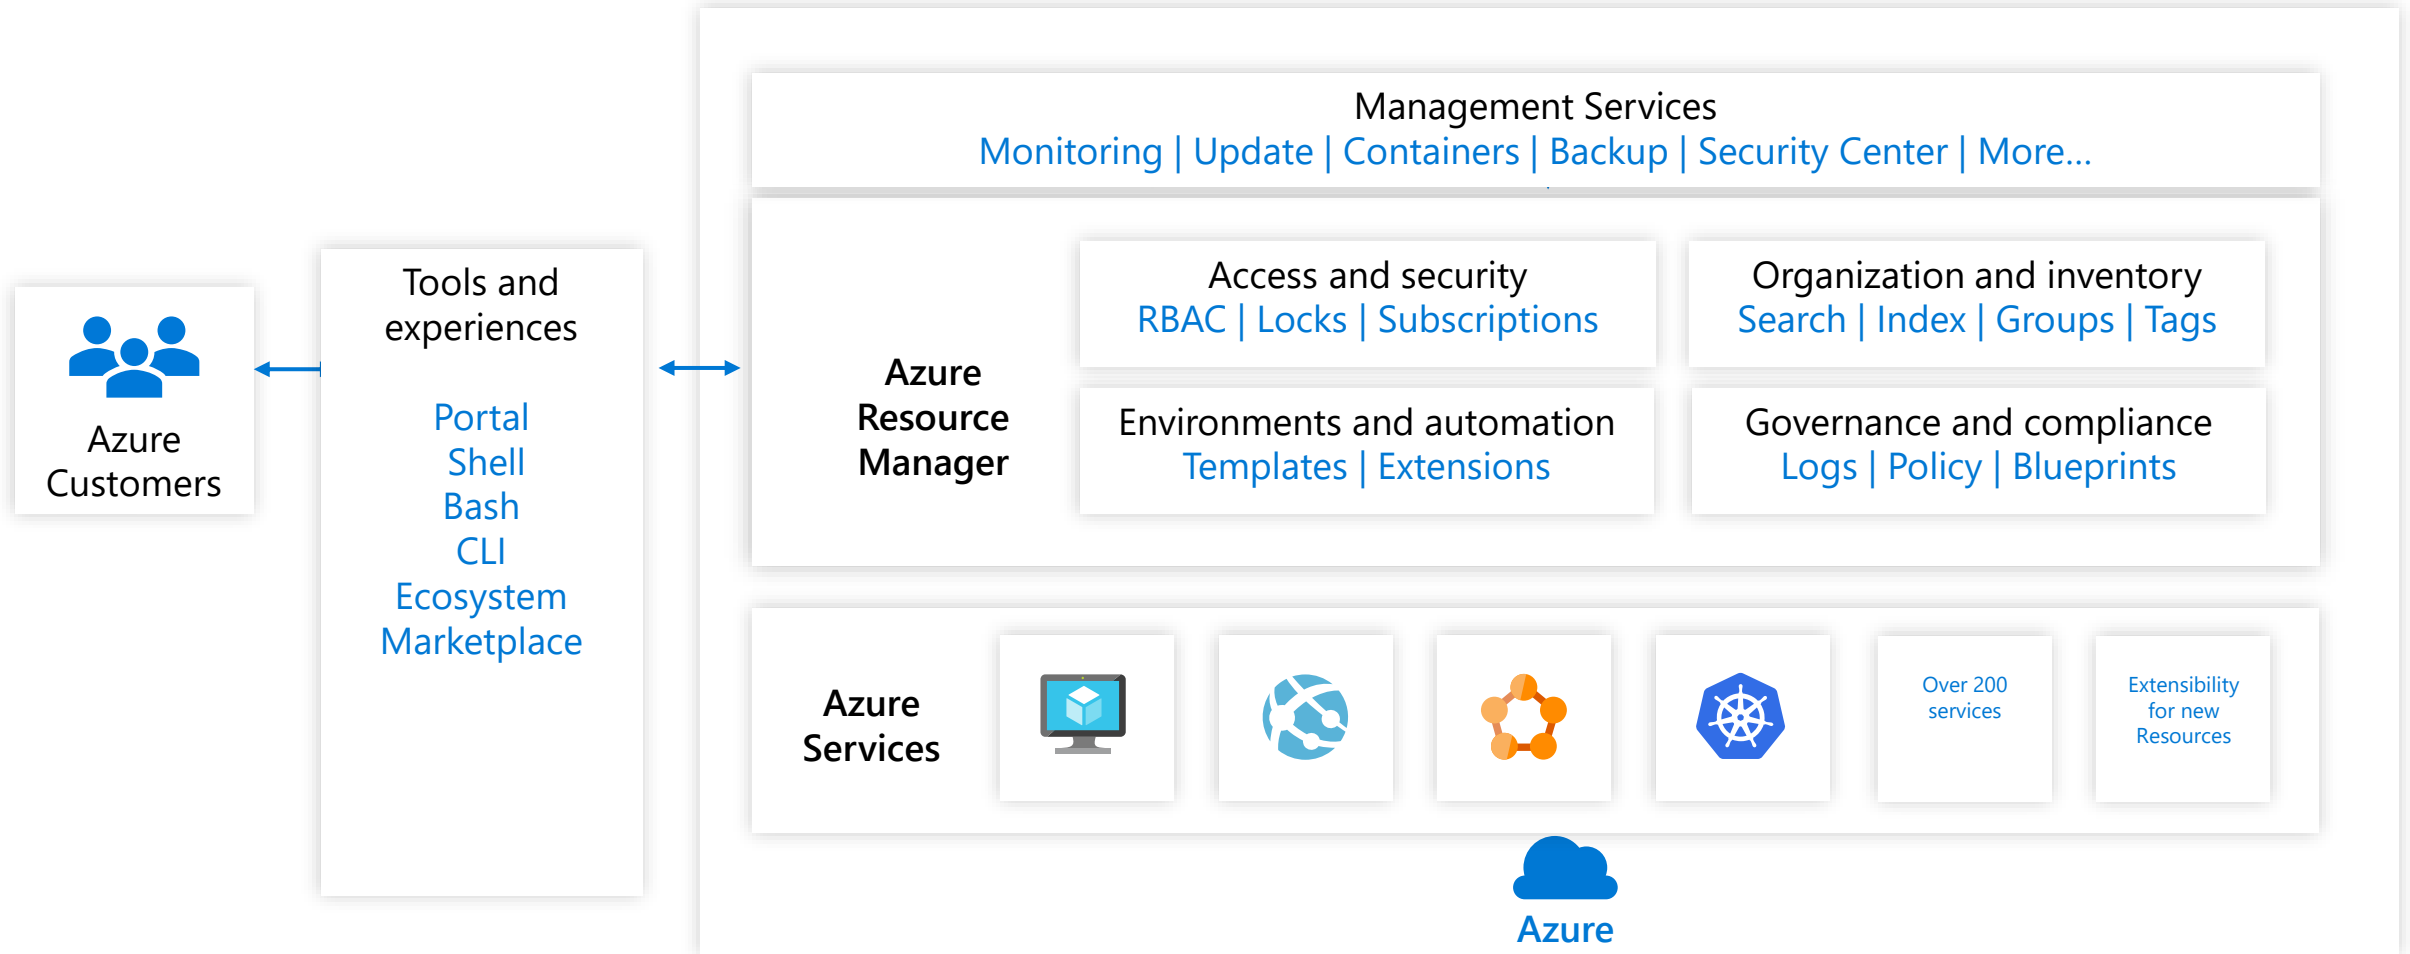 Management Services
Monitoring | Update | Containers | Backup | Security Center | More...
Azure
Customers
Tools and
experiences
Portal
Shell
Bash
CLI
Ecosystem
Marketplace
Azure
Resource
Manager
Access and security
RBAC | Locks | Subscriptions
Organization and inventory
Search | Index | Groups | Tags
Environments and automation
Templates | Extensions
Governance and compliance
Logs | Policy | Blueprints
Azure
Services
Over 200
services
Extensibility
for new
Resources
Azure